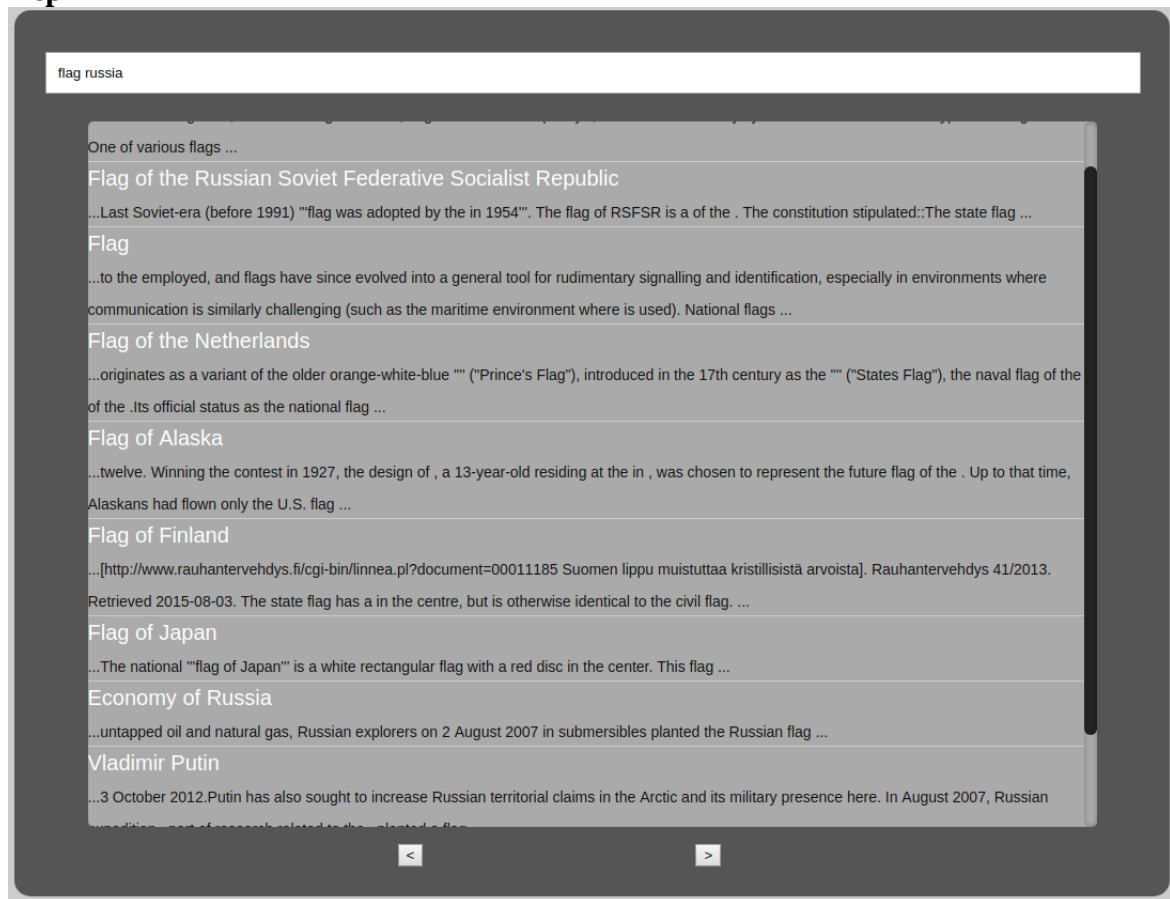 flag russia
One of various flags ...
Flag of the Russian Soviet Federative Socialist Republic
...Last Soviet-era (before 1991) "'flag was adopted by the in 1954'". The flag of RSFSR is a of the . The constitution stipulated::The state flag ...
Flag
...to the employed, and flags have since evolved into a general tool for rudimentary signalling and identification, especially in environments where
communication is similarly challenging (such as the maritime environment where is used). National flags ...
Flag of the Netherlands
...originates as a variant of the older orange-white-blue "" ("Prince's Flag"), introduced in the 17th century as the "" ("States Flag"), the naval flag of the
of the .Its official status as the national flag ...
Flag of Alaska
...twelve. Winning the contest in 1927, the design of , a 13-year-old residing at the in , was chosen to represent the future flag of the . Up to that time,
Alaskans had flown only the U.S. flag ...
Flag of Finland
...[http://www.rauhantervehdys.fi/cgi-bin/linnea.pl?document=00011185 Suomen lippu muistuttaa kristillisistä arvoista]. Rauhantervehdys 41/2013.
Retrieved 2015-08-03. The state flag has a in the centre, but is otherwise identical to the civil flag. ...
Flag of Japan
...The national "'flag of Japan'" is a white rectangular flag with a red disc in the center. This flag ...
Economy of Russia
...untapped oil and natural gas, Russian explorers on 2 August 2007 in submersibles planted the Russian flag ...
Vladimir Putin
...3 October 2012.Putin has also sought to increase Russian territorial claims in the Arctic and its military presence here. In August 2007, Russian
< >